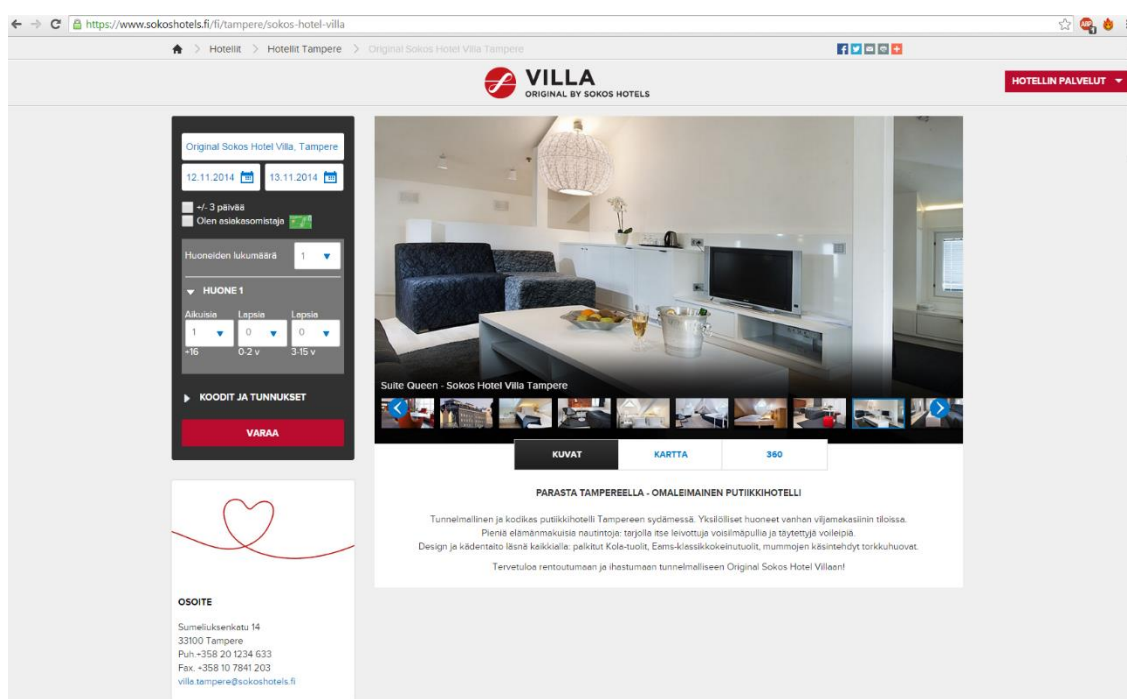 https://www.sokoshotels.fi/fi/tampere/sokos-hotel-villa
Hotellit > Hotellit Tampere > Original Sokos Hotel Villa Tampere
VILLA
ORIGINAL BY SOKOS HOTELS
HOTELLIN PALVELUT
Original Sokos Hotel Villa, Tampere
12.11.2014 13.11.2014
+/- 3 päivää
Olen asiakasomistaja
Huoneiden lukumäärä 1
HUONE 1
Aikuisia Lapsia Lapsia
1 0 0
+16 0-2 v 3-15 v
KOODIT JA TUNNUKSET
VARAA
Suite Queen - Sokos Hotel Villa Tampere
KUVAT KARTTA 360
PARASTA TAMPEREELLA - OMALEIMAINEN PUTIIKKIHOTELLI
Tunnelmallinen ja kodikas putiikkihotelli Tampereen sydämessä. Yksilölliset huoneet vanhan viljamakasiinin tiloissa.
Pieniä elämänmakuisia nautintoja: tarjolla itse leivottuja voisilmäpullia ja täytettyjä voileipiä.
Design ja kädentaito läsnä kaikkialla: palkitut Kola-tuolit, Eams-klassikkokeinutuolit, mummojen käsintehdyt torkkuhuovat.
Tervetuloa rentoutumaan ja ihastumaan tunnelmalliseen Original Sokos Hotel Villaan!
OSOITE
Sumeliuksenkatu 14
33100 Tampere
Puh.+358 20 1234 633
Fax. +358 10 7841 203
villa.tampere@sokoshotels.fi